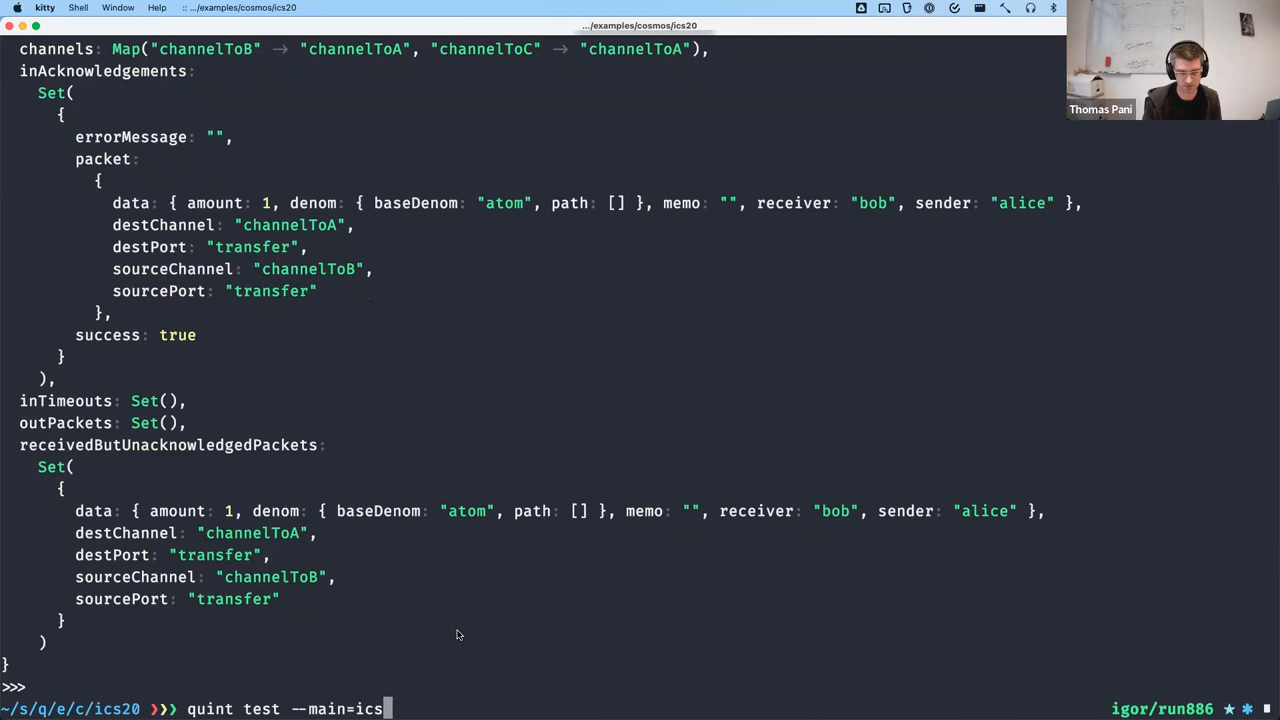 kitty Shell Edit Window Help :: ../examples/cosmos/ics20
.../examples/cosmos/ics20
Thomas Pani
channels: Map("channelToB" → "channelToA", "channelToC" → "channelToA"),
inAcknowledgements:
Set(
{
errorMessage: "",
packet:
{
data: { amount: 1, denom: { baseDenom: "atom", path: [] }, memo: "", receiver: "bob", sender: "alice" },
destChannel: "channelToA",
destPort: "transfer",
sourceChannel: "channelToB",
sourcePort: "transfer"
},
success: true
}
),
inTimeouts: Set(),
outPackets: Set(),
receivedButUnacknowledgedPackets:
Set(
{
data: { amount: 1, denom: { baseDenom: "atom", path: [] }, memo: "", receiver: "bob", sender: "alice" },
destChannel: "channelToA",
destPort: "transfer",
sourceChannel: "channelToB",
sourcePort: "transfer"
}
)
}
>>>
~/s/q/e/c/ics20 ❯❯❯ quint test --main=ics igor/run886 ★ ✱